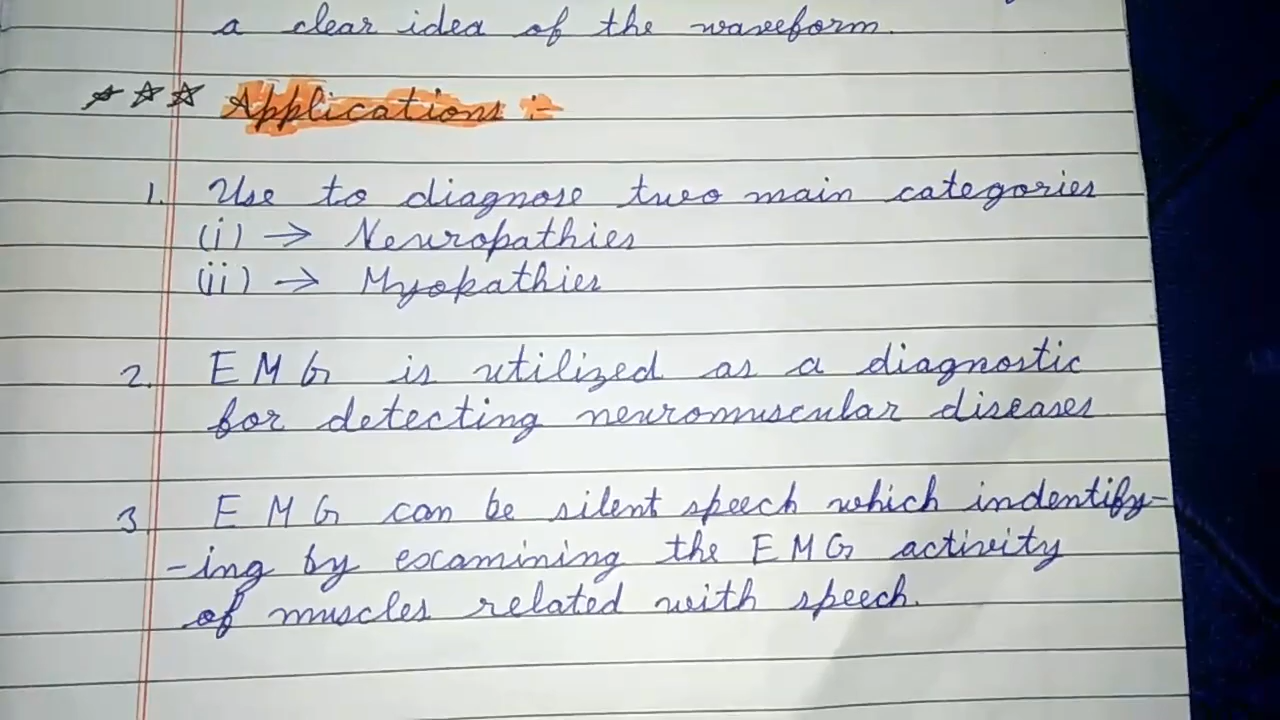 a clear idea of the waveform.
☆☆☆ Applications :-
1. Use to diagnose two main categories
(i) → Neuropathies
(ii) → Myopathies
2. EMG is utilized as a diagnostic
for detecting neuromuscular diseases
3. EMG can be silent speech which indentify-
-ing by examining the EMG activity
of muscles related with speech.